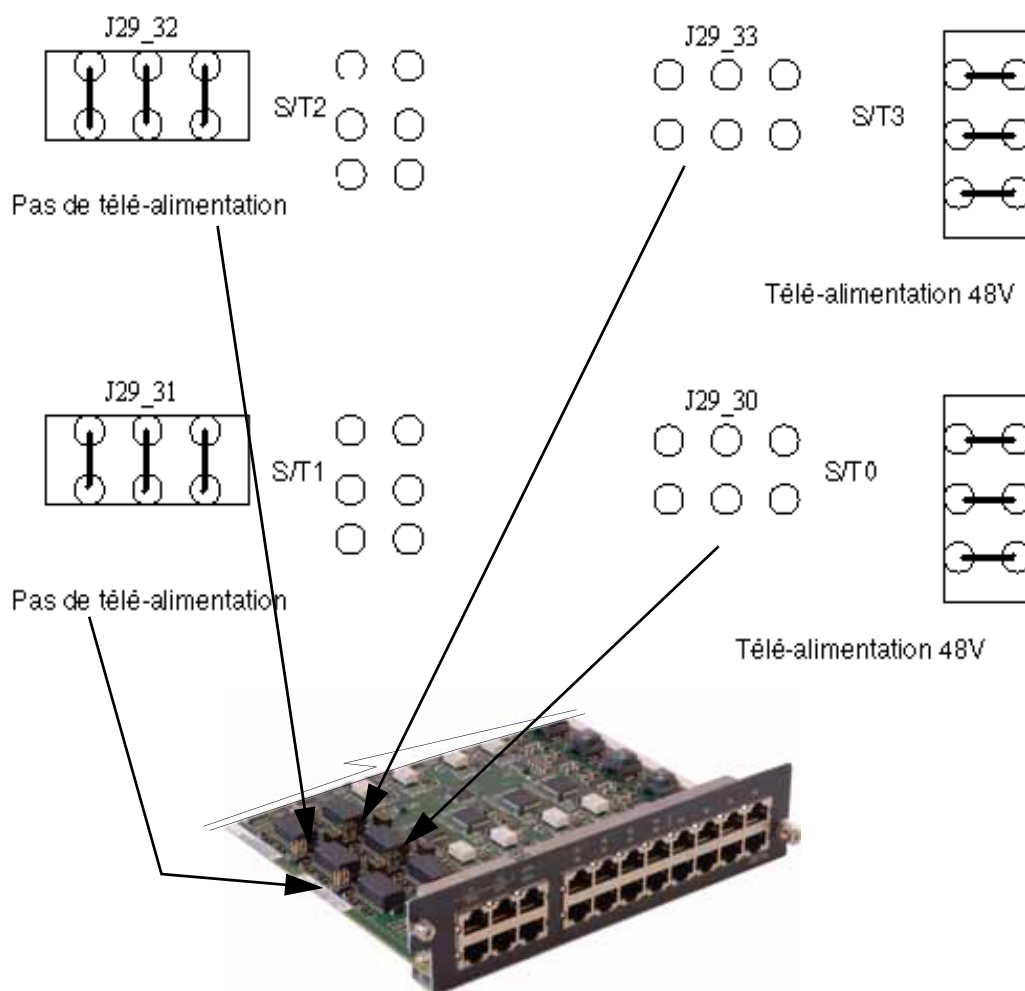 J29_32
S/T2
Pas de télé-alimentation
J29_33
S/T3
Télé-alimentation 48V
J29_31
S/T1
Pas de télé-alimentation
J29_30
S/T0
Télé-alimentation 48V